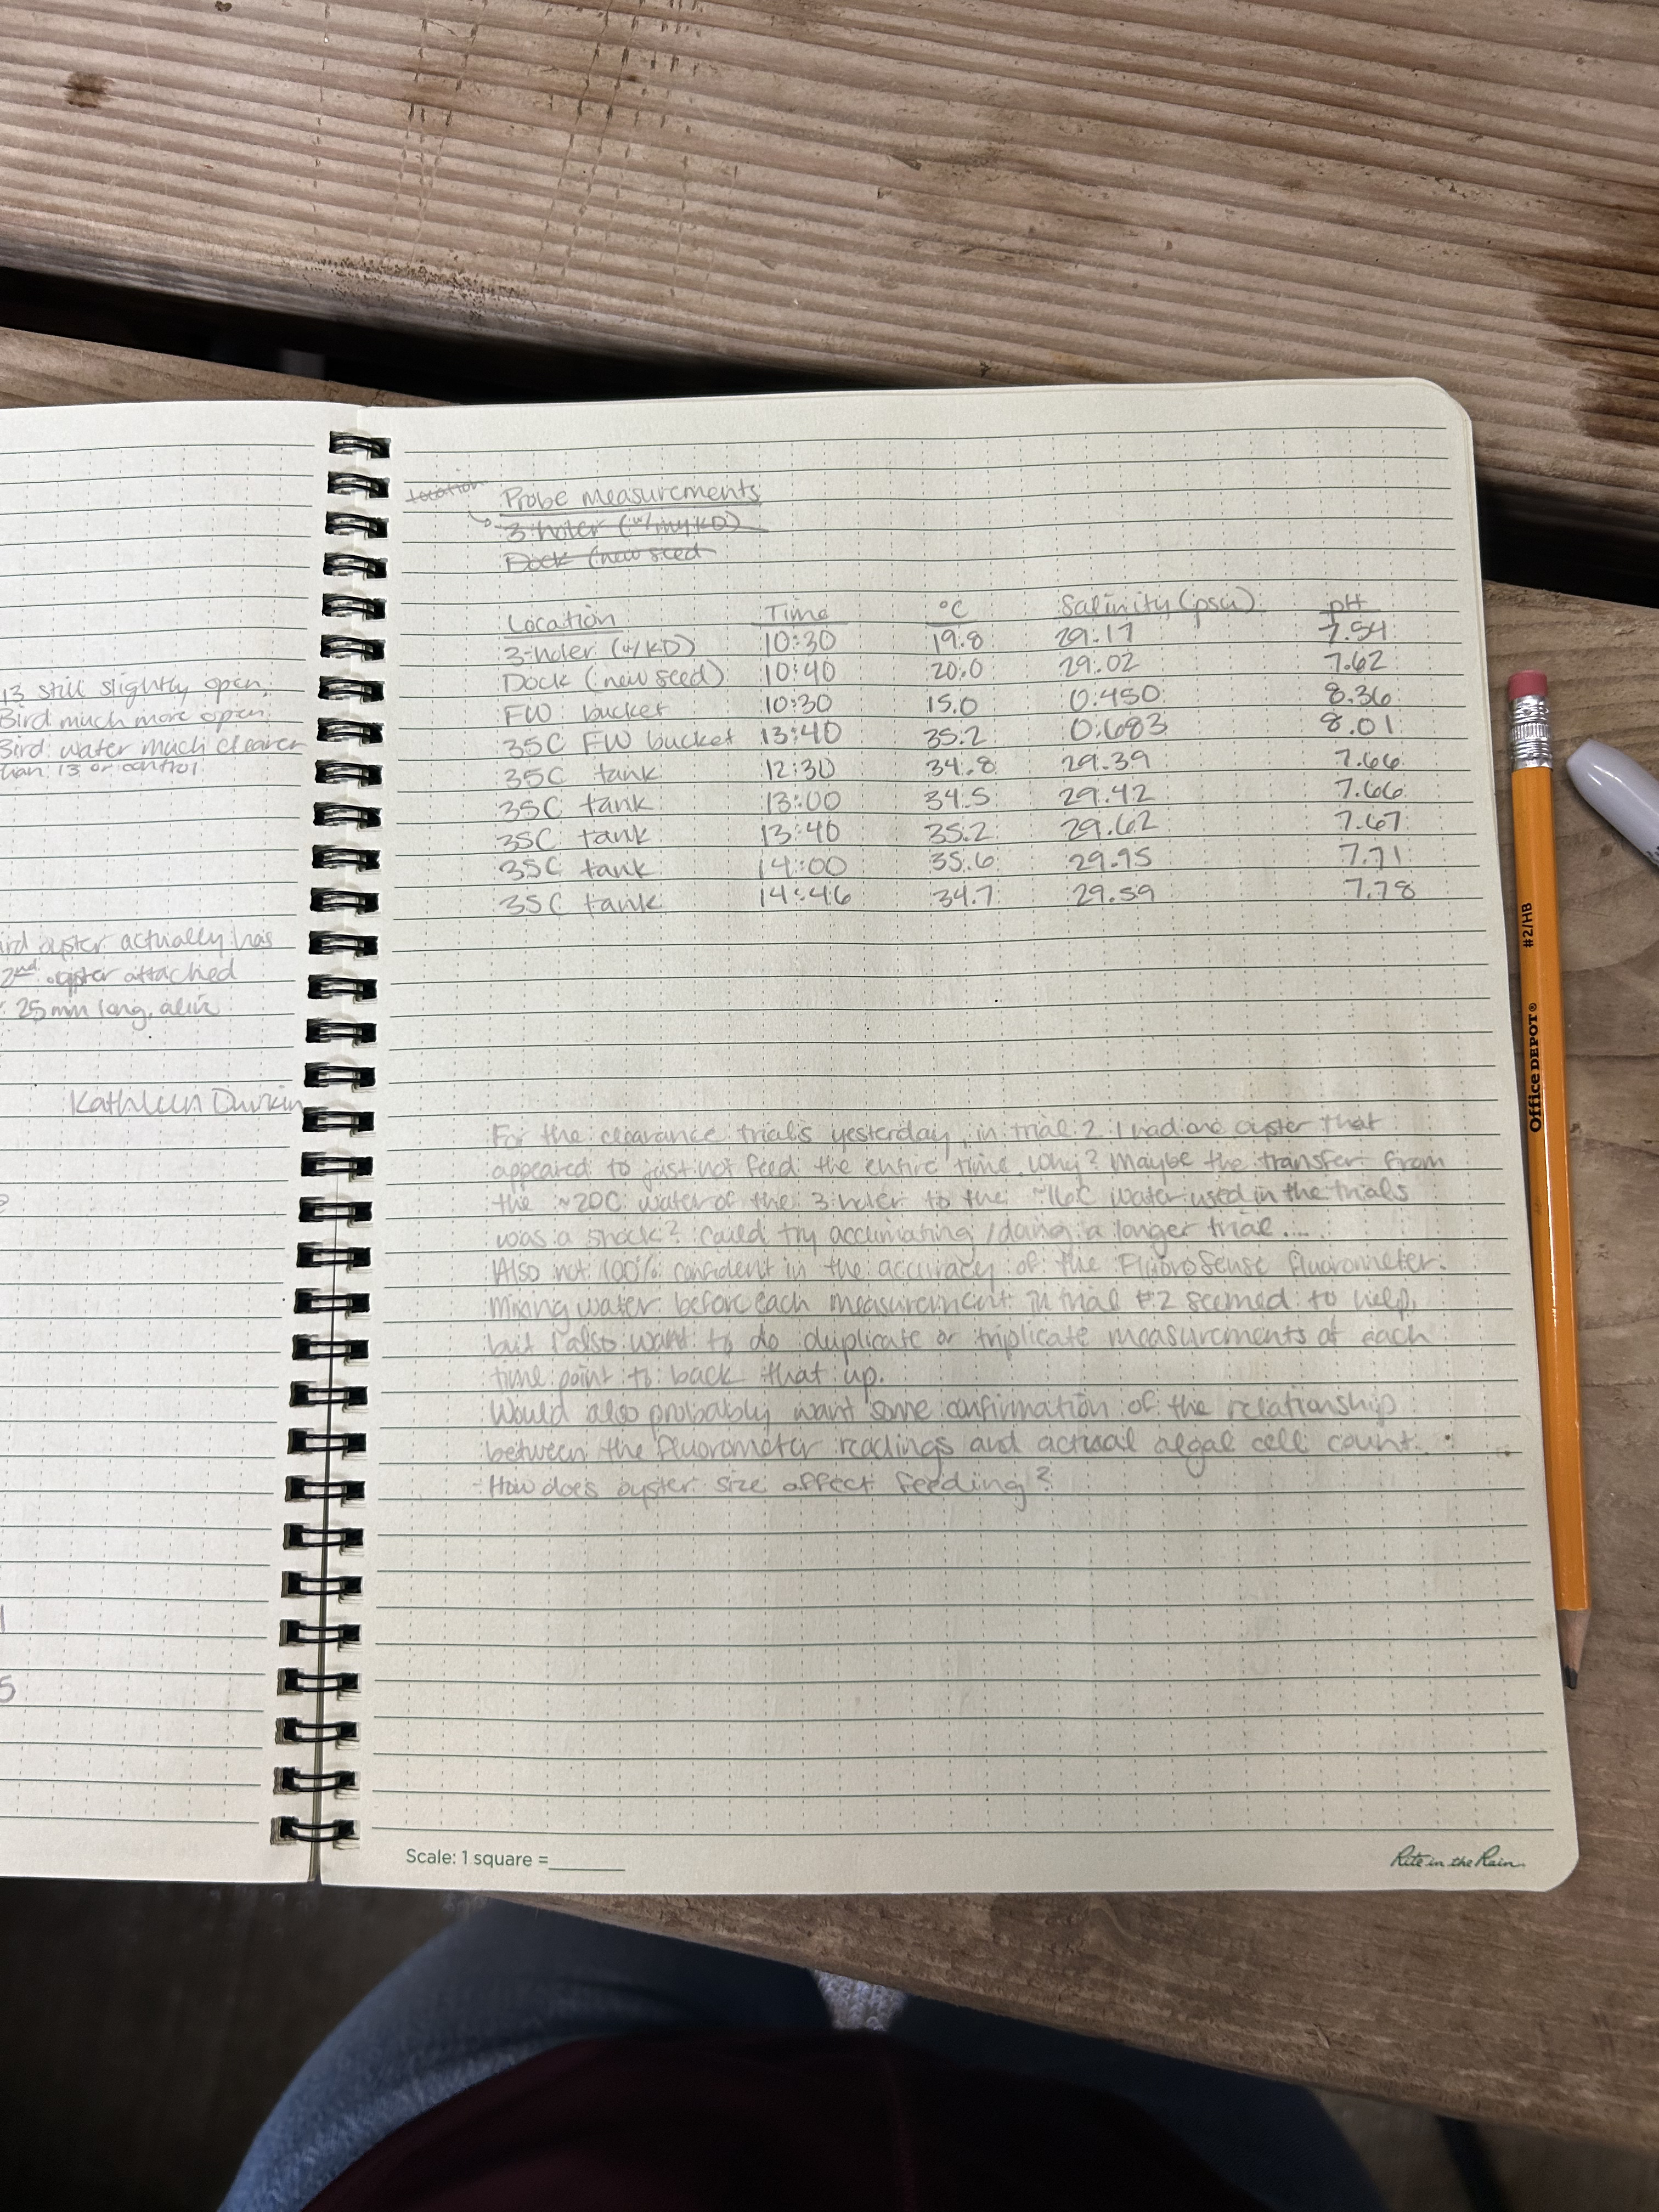 13 still slightly open,
Bird much more open
Bird water much clearer
than 13 or control
bird oyster actually has
2nd oyster attached
25 mm long, alive
Kathleen Durkin
5
location Probe Measurements
3-holer (w/ my KD)
Dock (new seed
Location Time °C Salinity (psu) pH
3-holer (w/ KD) 10:30 19.8 29.17 7.54
Dock (new seed) 10:40 20.0 29.02 7.62
FW bucket 10:30 15.0 0.450 8.36
35C FW bucket 13:40 35.2 0.683 8.01
35C tank 12:30 34.8 29.39 7.66
35C tank 13:00 34.5 29.42 7.66
35C tank 13:40 35.2 29.62 7.67
35C tank 14:00 35.6 29.95 7.71
35C tank 14:46 34.7 29.59 7.78
For the clearance trials yesterday, in trial 2 I had one oyster that
appeared to just not feed the entire time. Why? Maybe the transfer from
the ~20C water of the 3-holer to the ~16C water used in the trials
was a shock? Could try acclimating / doing a longer trial....
Also not 100% confident in the accuracy of the FluoroSense fluorometer.
Mixing water before each measurement in trial #2 seemed to help,
but I also want to do duplicate or triplicate measurements at each
time point to back that up.
Would also probably want some confirmation of the relationship
between the fluorometer readings and actual algal cell count..
- How does oyster size affect feeding?
Scale: 1 square =
Rite in the Rain
Office DEPOT® #2/HB